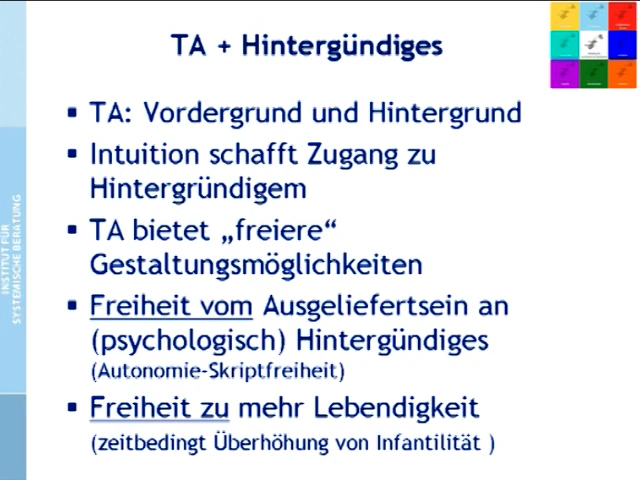 TA + Hintergündiges
TA: Vordergrund und Hintergrund
Intuition schafft Zugang zu
Hintergründigem
TA bietet „freiere“
Gestaltungsmöglichkeiten
Freiheit vom Ausgeliefertsein an
(psychologisch) Hintergündiges
(Autonomie-Skriptfreiheit)
Freiheit zu mehr Lebendigkeit
(zeitbedingt Überhöhung von Infantilität )
INSTITUT FÜR
SYSTEMISCHE BERATUNG